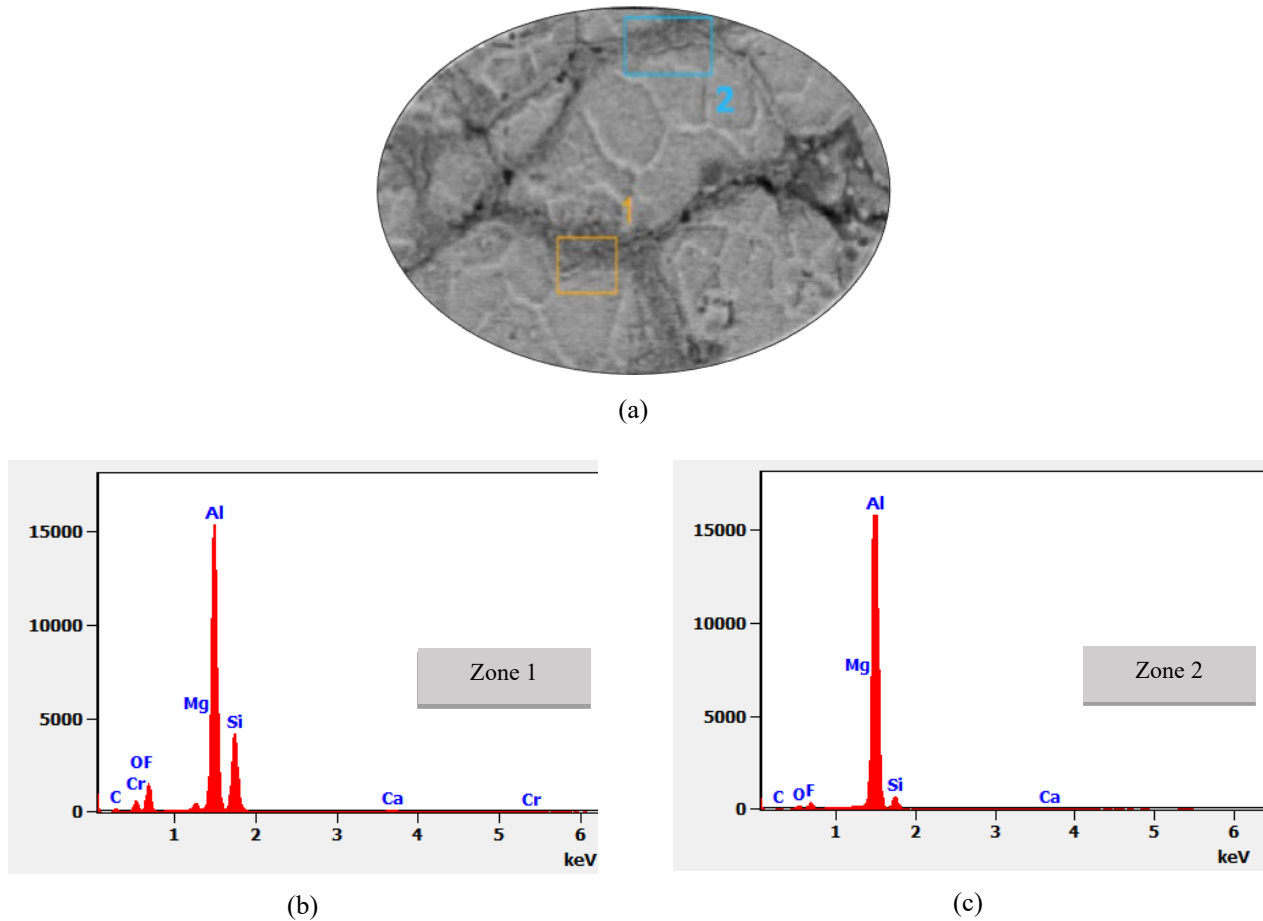 2
1
(a)
Al
15000
10000
Zone 1
Mg
5000
Si
OF
Cr
C
Ca
Cr
0
1 2 3 4 5 6
keV
(b)
Al
15000
10000
Zone 2
Mg
5000
Si
C O F
Ca
0
1 2 3 4 5 6
keV
(c)